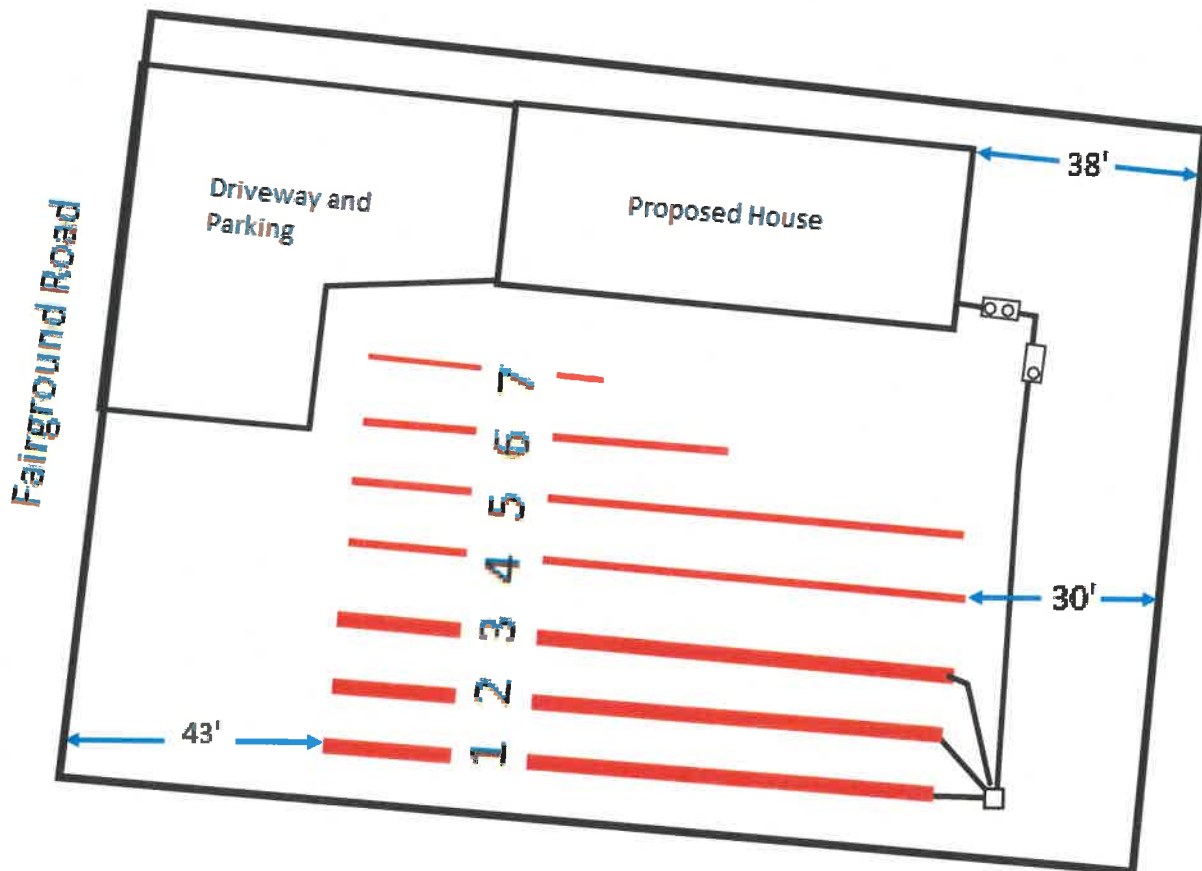 38'
Driveway and
Parking
Proposed House
Fairground Road
7
6
5
4
30'
3
2
43'
1